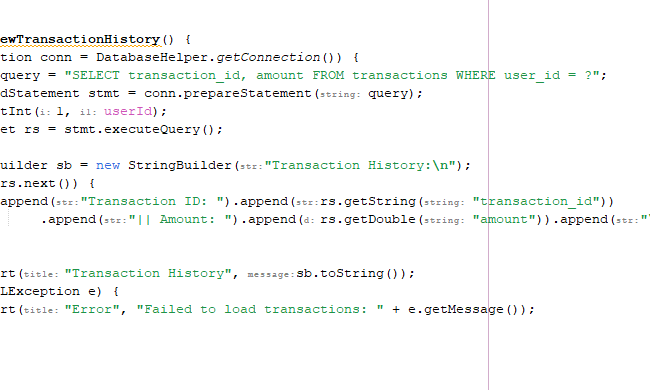 ewTransactionHistory() {
tion conn = DatabaseHelper.getConnection()) {
query = "SELECT transaction_id, amount FROM transactions WHERE user_id = ?";
dStatement stmt = conn.prepareStatement(string: query);
tInt(i: 1, i1: userId);
et rs = stmt.executeQuery();
uilder sb = new StringBuilder(str:"Transaction History:\n");
rs.next()) {
append(str:"Transaction ID: ").append(str:rs.getString(string: "transaction_id"))
.append(str:"|| Amount: ").append(d: rs.getDouble(string: "amount")).append(str:"\
rt(title: "Transaction History", message:sb.toString());
LException e) {
rt(title: "Error", "Failed to load transactions: " + e.getMessage());